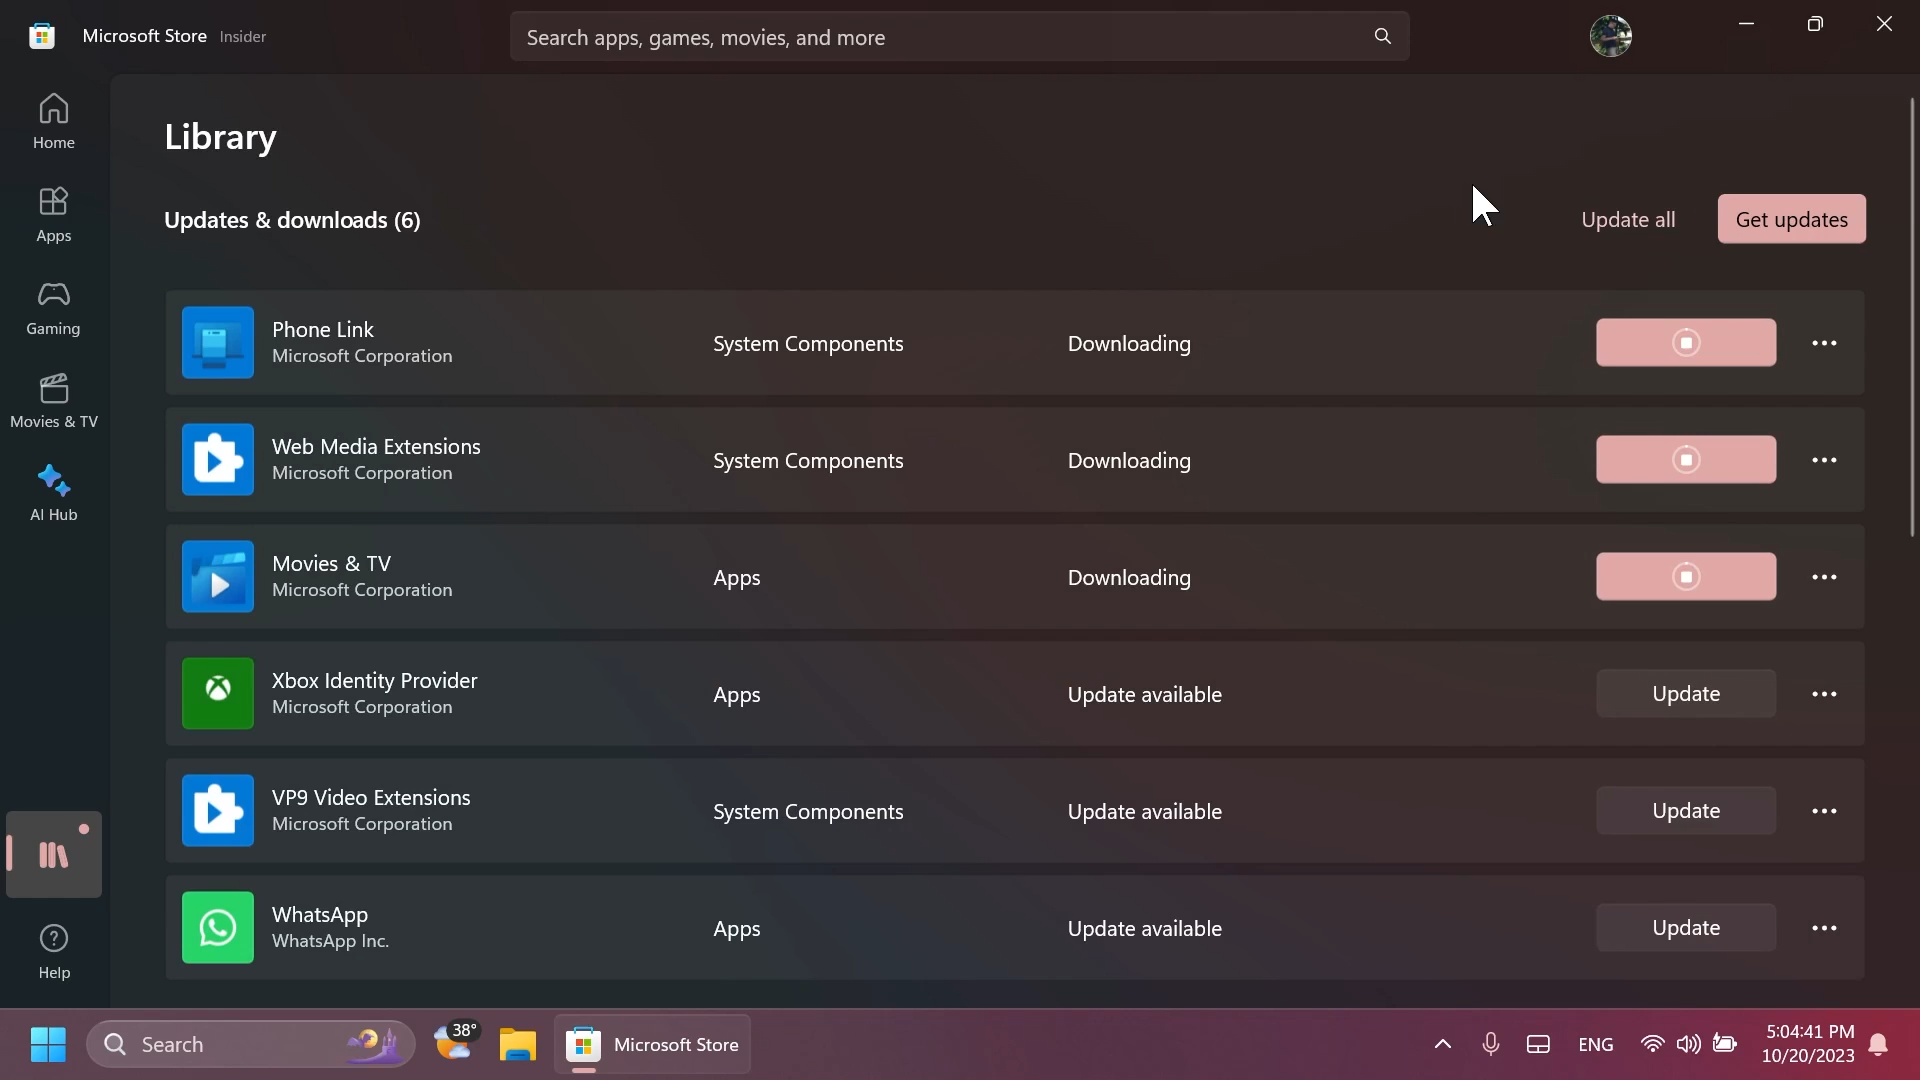 Microsoft Store Insider
Search apps, games, movies, and more
Home
Apps
Gaming
Movies & TV
AI Hub
Help
Library
Updates & downloads (6)
Update all
Get updates
Phone Link
Microsoft Corporation
System Components
Downloading
Web Media Extensions
Microsoft Corporation
System Components
Downloading
Movies & TV
Microsoft Corporation
Apps
Downloading
Xbox Identity Provider
Microsoft Corporation
Apps
Update available
Update
VP9 Video Extensions
Microsoft Corporation
System Components
Update available
Update
WhatsApp
WhatsApp Inc.
Apps
Update available
Update
Search
38°
Microsoft Store
ENG
5:04:41 PM
10/20/2023